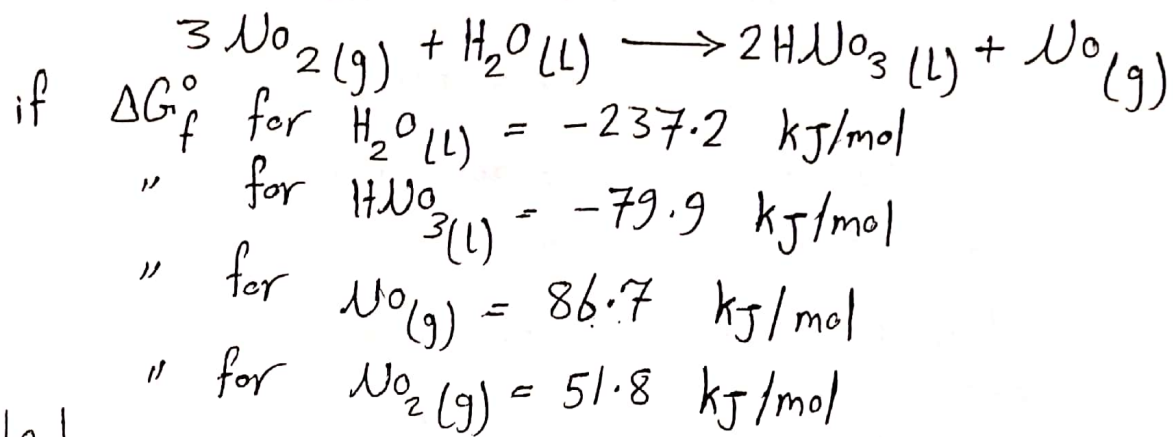 3 NO₂(g) + H₂O(L) → 2HNO₃(L) + NO(g)
if ΔG°f for H₂O(L) = -237.2 kJ/mol
" for HNO₃(L) = -79.9 kJ/mol
" for NO(g) = 86.7 kJ/mol
" for NO₂(g) = 51.8 kJ/mol